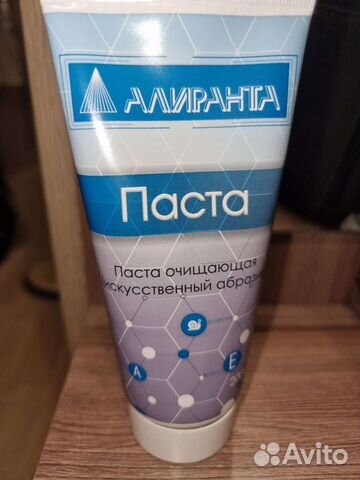 АЛИРАНТА
Паста
Паста очищающая
искусственный
A
E
Avito